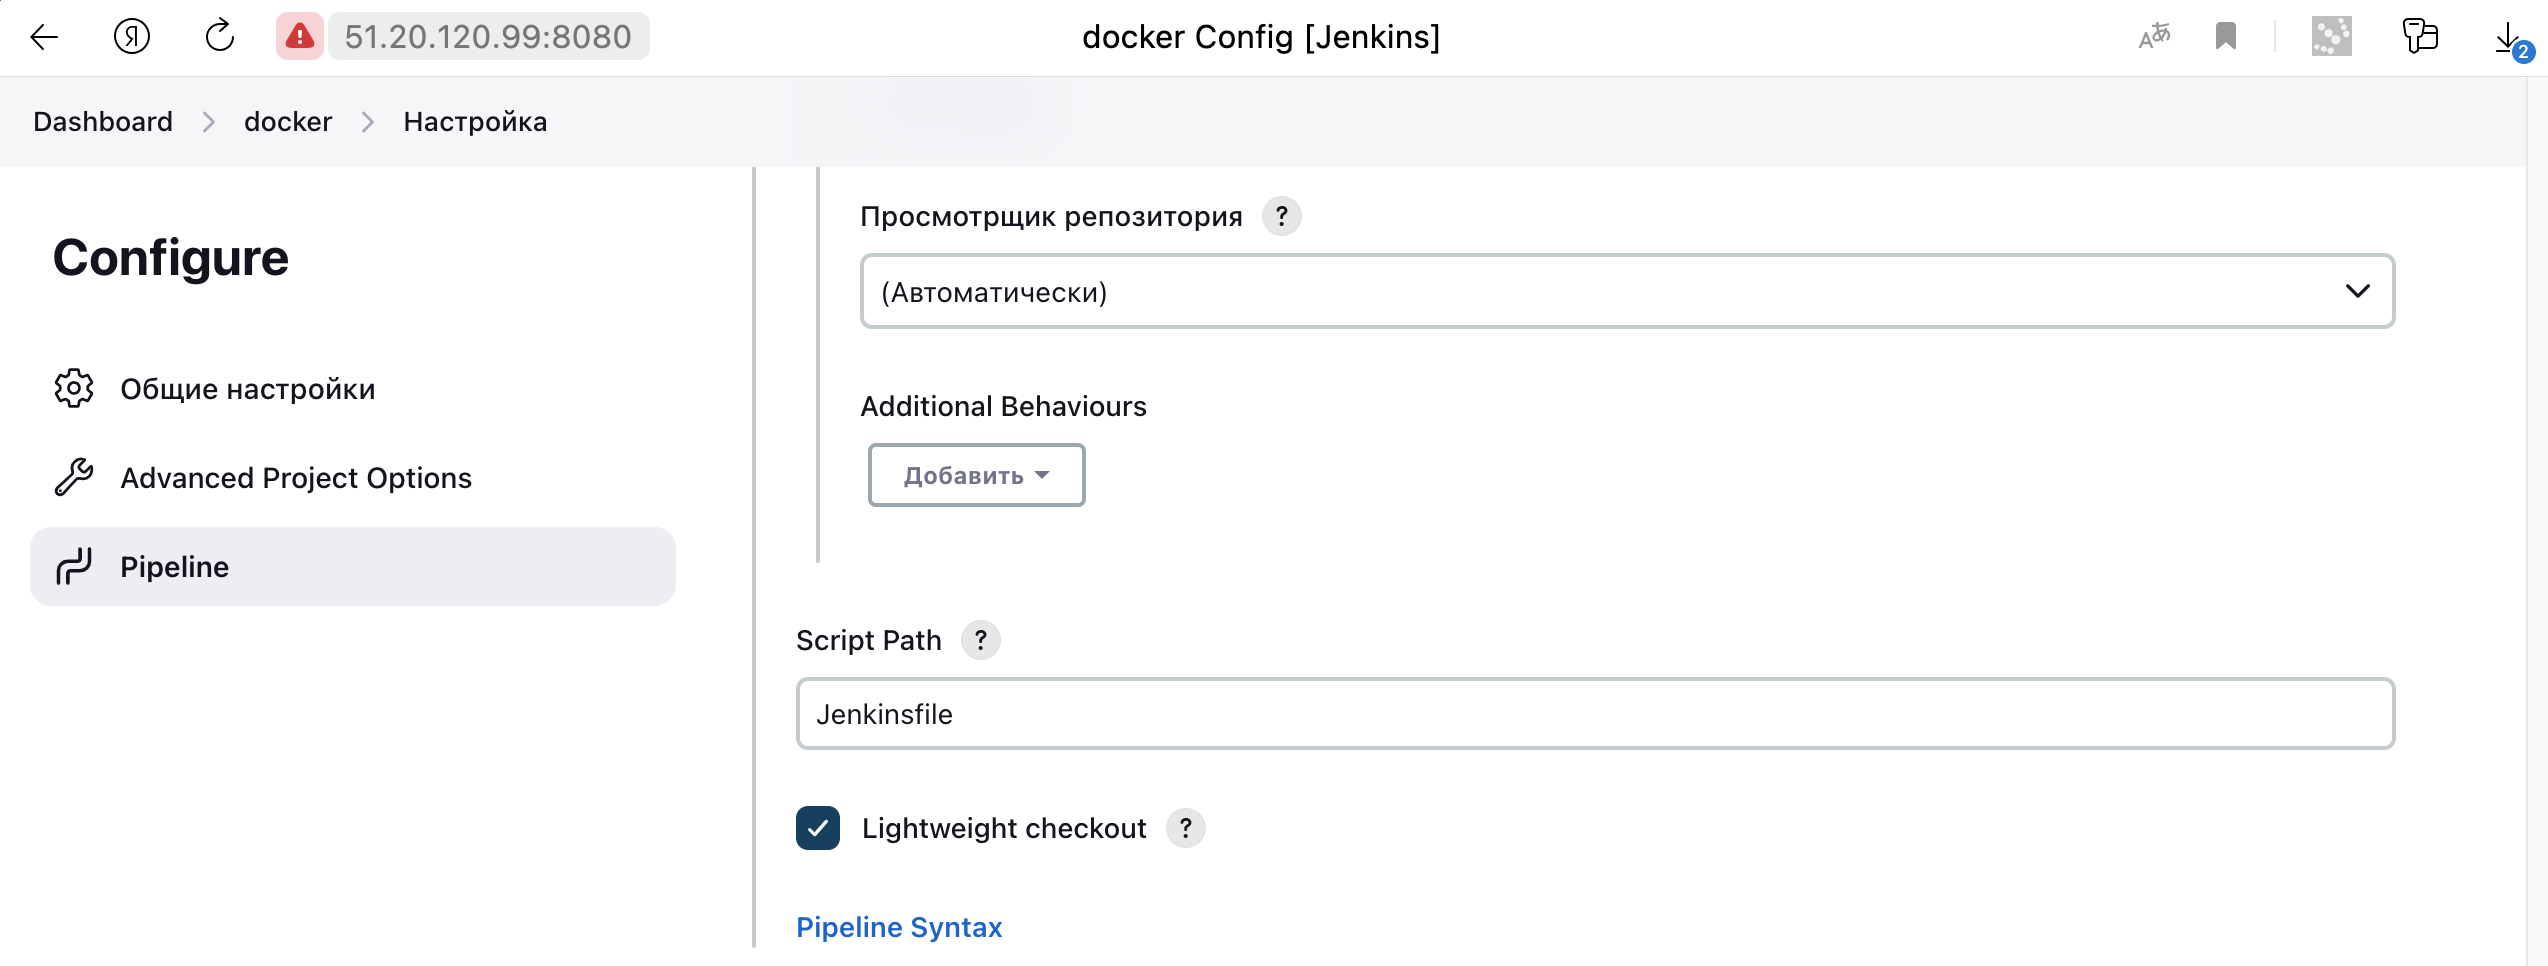 51.20.120.99:8080
docker Config [Jenkins]
2
Dashboard
docker
Настройка
Configure
Общие настройки
Advanced Project Options
Pipeline
Просмотрщик репозитория ?
(Автоматически)
Additional Behaviours
Добавить
Script Path ?
Jenkinsfile
Lightweight checkout ?
Pipeline Syntax